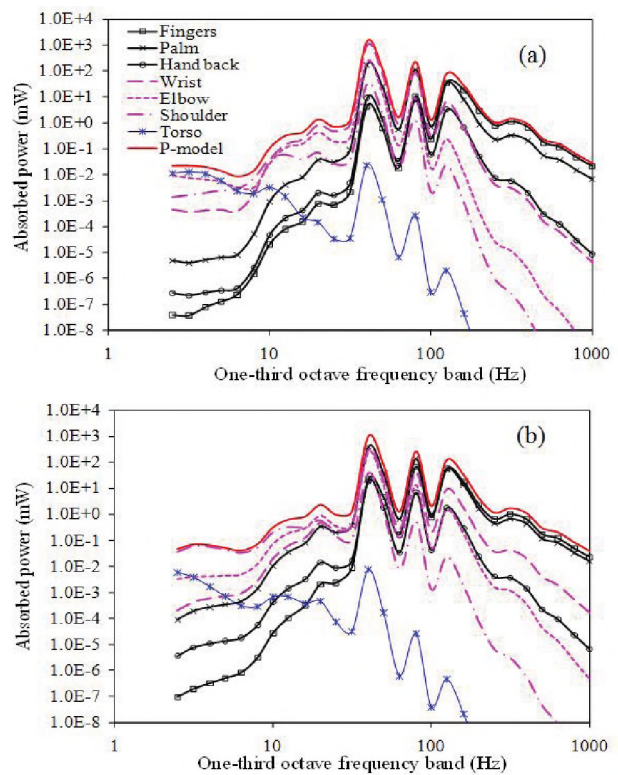 1.0E+4
1.0E+3
1.0E+2
1.0E+1
1.0E+0
1.0E-1
1.0E-2
1.0E-3
1.0E-4
1.0E-5
1.0E-6
1.0E-7
1.0E-8
Absorbed power (mW)
Fingers
Palm
Hand back
Wrist
Elbow
Shoulder
Torso
P-model
(a)
1 10 100 1000
One-third octave frequency band (Hz)
1.0E+4
1.0E+3
1.0E+2
1.0E+1
1.0E+0
1.0E-1
1.0E-2
1.0E-3
1.0E-4
1.0E-5
1.0E-6
1.0E-7
1.0E-8
Absorbed power (mW)
(b)
1 10 100 1000
One-third octave frequency band (Hz)